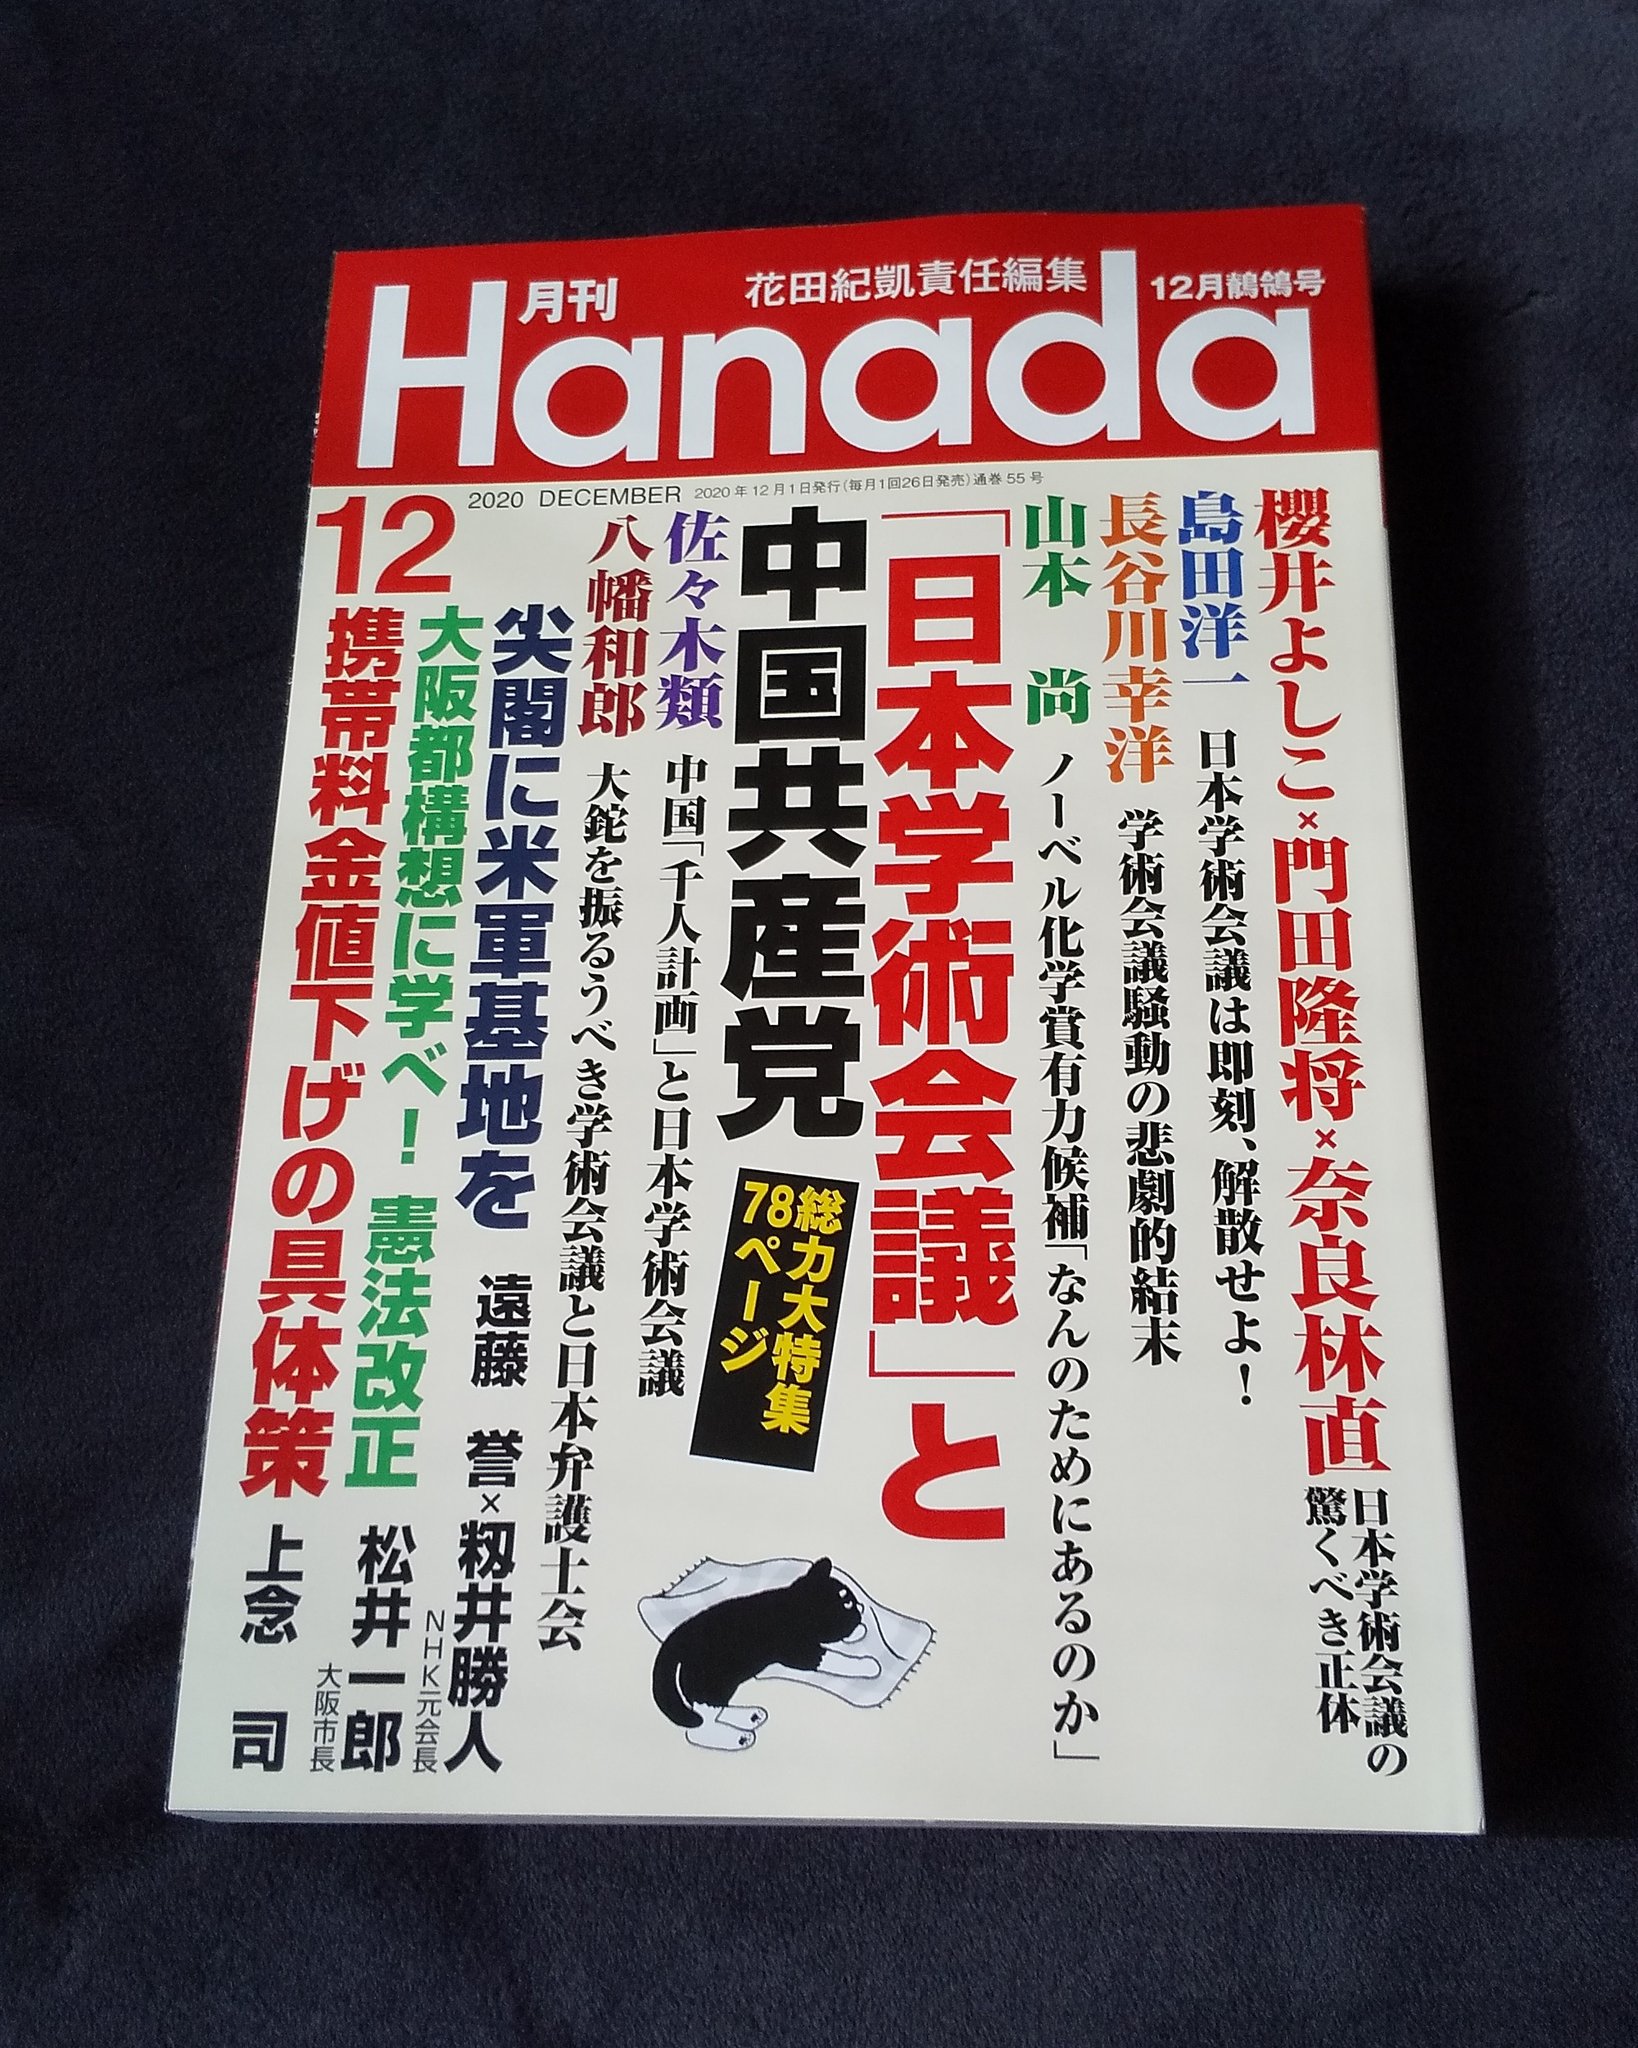 月刊
花田紀凱責任編集
12月鶺鴒号
Hanada
12
2020 DECEMBER
2020年12月1日発行(毎月1回26日発売)通巻55号
櫻井よしこ×門田隆将×奈良林直
日本学術会議の
驚くべき正体
島田洋一
日本学術会議は即刻、解散せよ！
長谷川幸洋
学術会議騒動の悲劇的結末
山本 尚
ノーベル化学賞有力候補「なんのためにあるのか」
「日本学術会議」と
中国共産党
総力大特集
78ページ
佐々木類
中国「千人計画」と日本学術会議
八幡和郎
大鉈を振るうべき学術会議と日本弁護士会
尖閣に米軍基地を
遠藤 誉×籾井勝人
NHK元会長
大阪都構想に学べ！ 憲法改正
松井一郎
大阪市長
携帯料金値下げの具体策
上念 司